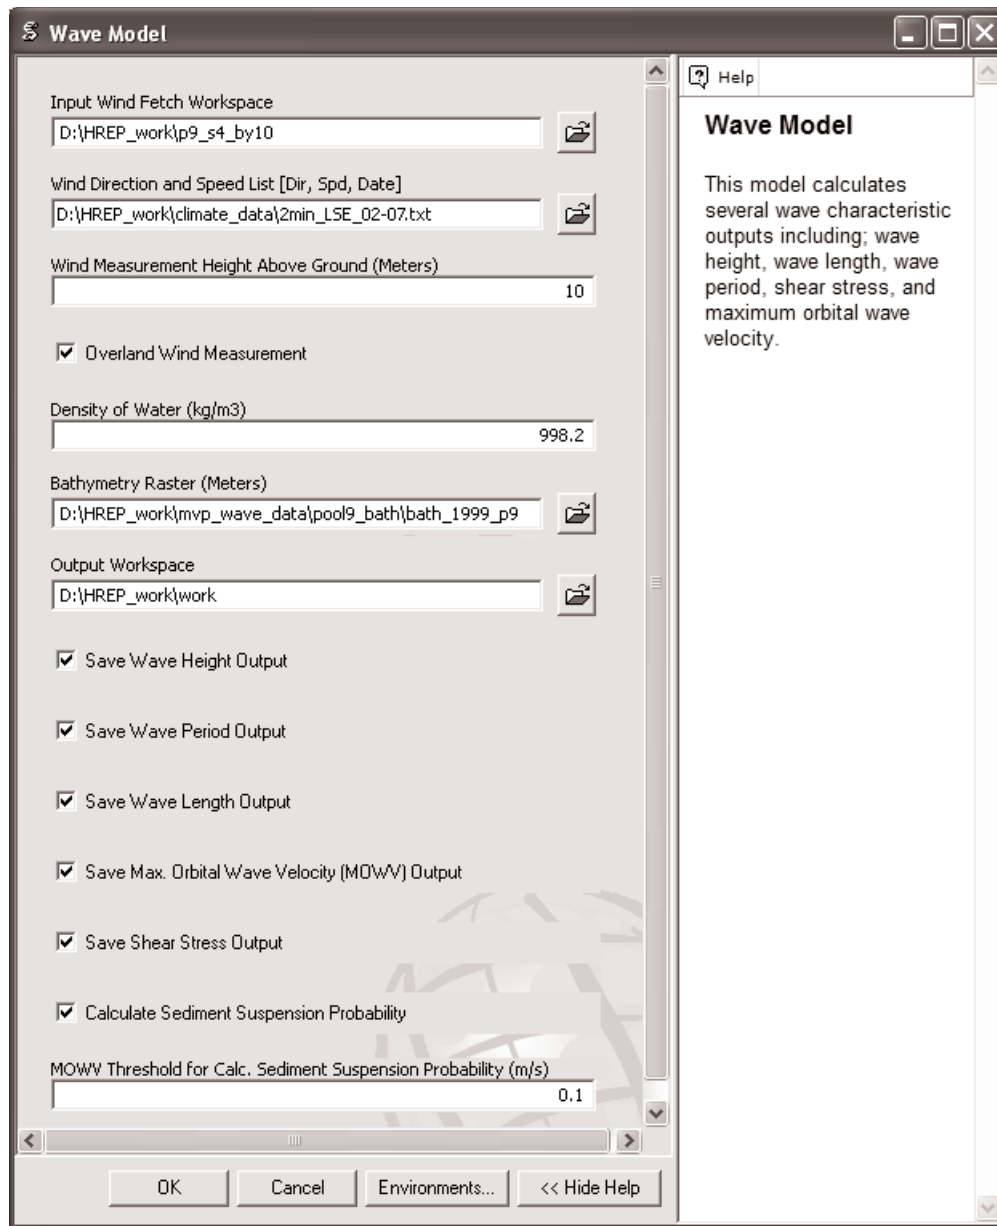 Wave Model
Input Wind Fetch Workspace
D:\HREP_work\p9_s4_by10
Wind Direction and Speed List [Dir, Spd, Date]
D:\HREP_work\climate_data\2min_LSE_02-07.txt
Wind Measurement Height Above Ground (Meters)
10
Overland Wind Measurement
Density of Water (kg/m3)
998.2
Bathymetry Raster (Meters)
D:\HREP_work\mvp_wave_data\pool9_bath\bath_1999_p9
Output Workspace
D:\HREP_work\work
Save Wave Height Output
Save Wave Period Output
Save Wave Length Output
Save Max. Orbital Wave Velocity (MOWV) Output
Save Shear Stress Output
Calculate Sediment Suspension Probability
MOWV Threshold for Calc. Sediment Suspension Probability (m/s)
0.1
OK
Cancel
Environments...
<< Hide Help
Help
Wave Model
This model calculates
several wave characteristic
outputs including; wave
height, wave length, wave
period, shear stress, and
maximum orbital wave
velocity.